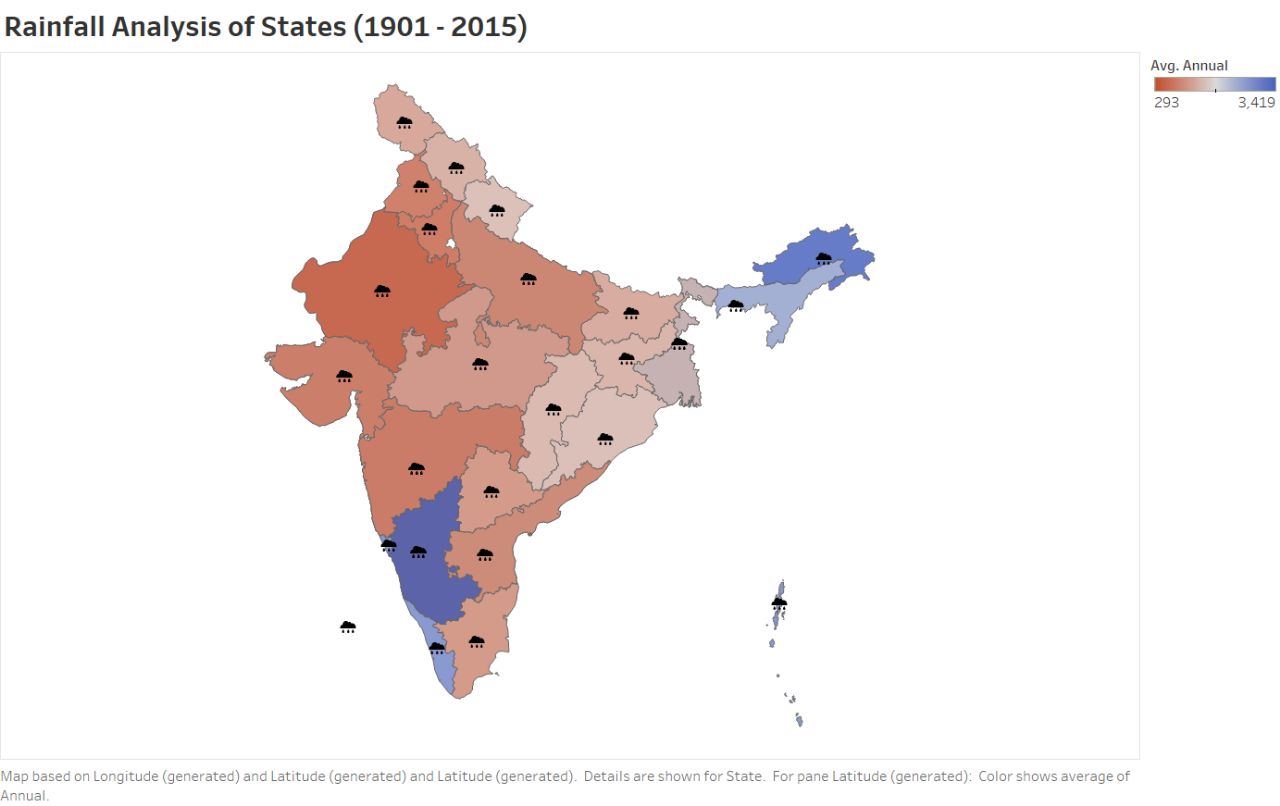 Rainfall Analysis of States (1901 - 2015)
Avg. Annual
293 3,419
Map based on Longitude (generated) and Latitude (generated) and Latitude (generated). Details are shown for State. For pane Latitude (generated): Color shows average of
Annual.